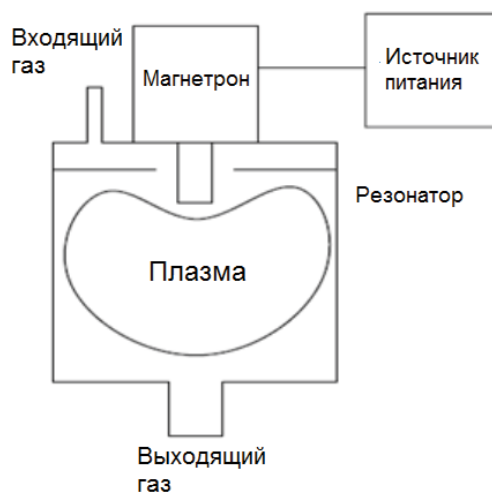 Входящий
газ
Магнетрон
Источник
питания
Резонатор
Плазма
Выходящий
газ